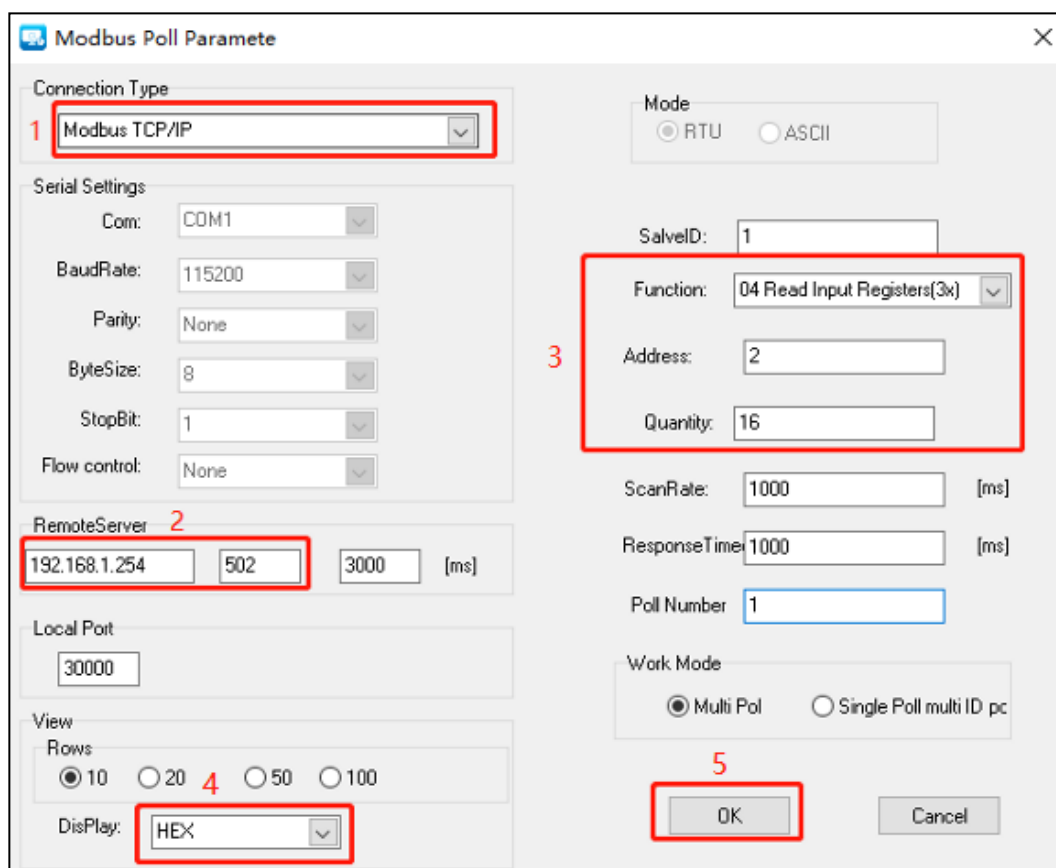 Modbus Poll Paramete
Connection Type
1
Modbus TCP/IP
Mode
RTU
ASCII
Serial Settings
Com:
COM1
BaudRate:
115200
Parity:
None
ByteSize:
8
StopBit:
1
Flow control:
None
SalveID:
1
3
Function:
04 Read Input Registers(3x)
Address:
2
Quantity:
16
ScanRate:
1000
[ms]
ResponseTime
1000
[ms]
Poll Number
1
RemoteServer
2
192.168.1.254
502
3000
[ms]
Local Port
30000
Work Mode
Multi Pol
Single Poll multi ID pc
View
Rows
10
20
50
100
4
DisPlay:
HEX
5
OK
Cancel